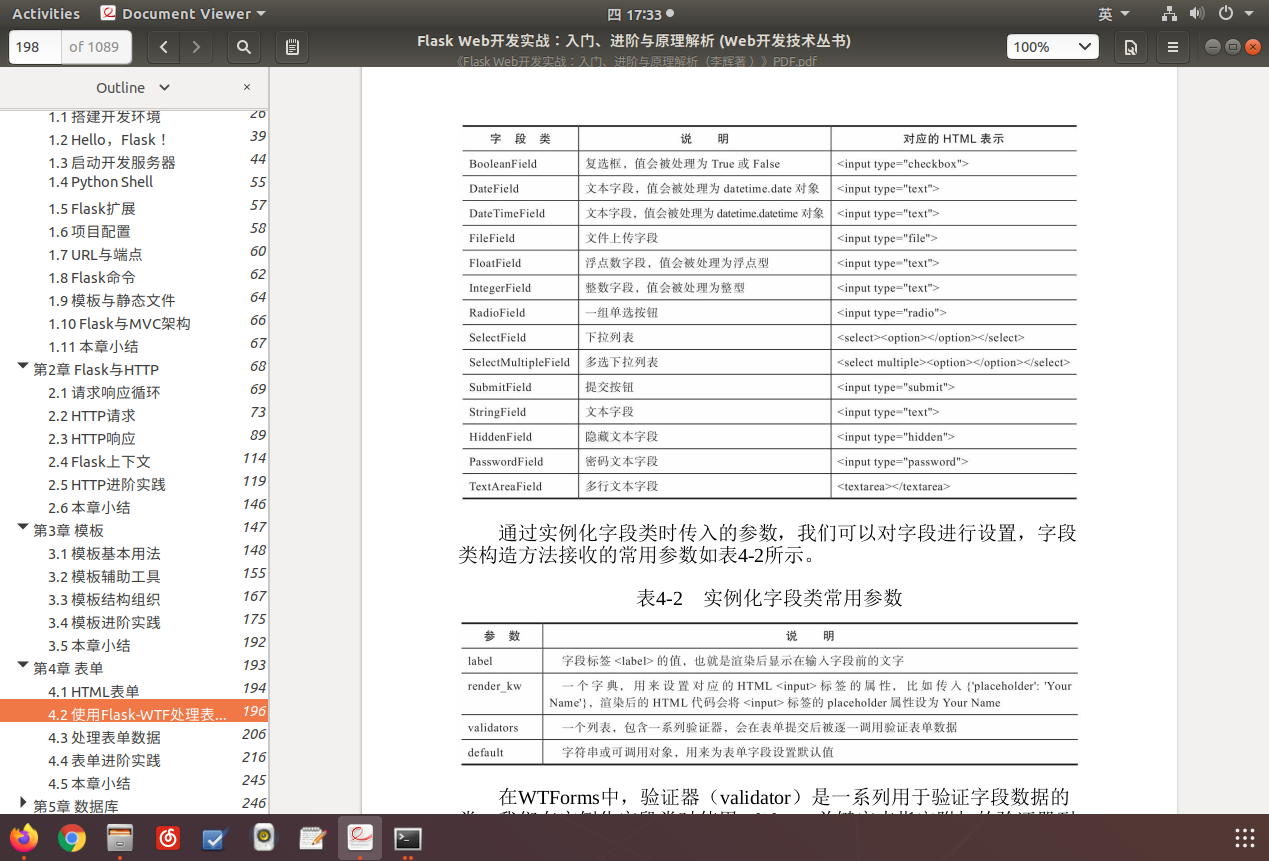 Activities
Document Viewer
四 17:33
英
198 of 1089
Flask Web开发实战：入门、进阶与原理解析 (Web开发技术丛书)
《Flask Web开发实战：入门、进阶与原理解析（李辉著 ）》PDF.pdf
100%
Outline
1.1 搭建开发环境 26
1.2 Hello，Flask！ 39
1.3 启动开发服务器 44
1.4 Python Shell 55
1.5 Flask扩展 57
1.6 项目配置 58
1.7 URL与端点 60
1.8 Flask命令 62
1.9 模板与静态文件 64
1.10 Flask与MVC架构 66
1.11 本章小结 67
第2章 Flask与HTTP 68
2.1 请求响应循环 69
2.2 HTTP请求 73
2.3 HTTP响应 89
2.4 Flask上下文 114
2.5 HTTP进阶实践 119
2.6 本章小结 146
第3章 模板 147
3.1 模板基本用法 148
3.2 模板辅助工具 155
3.3 模板结构组织 167
3.4 模板进阶实践 175
3.5 本章小结 192
第4章 表单 193
4.1 HTML表单 194
4.2 使用Flask-WTF处理表... 196
4.3 处理表单数据 206
4.4 表单进阶实践 216
4.5 本章小结 245
第5章 数据库 246
字 段 类 说 明 对应的 HTML 表示
BooleanField 复选框，值会被处理为 True 或 False <input type="checkbox">
DateField 文本字段，值会被处理为 datetime.date 对象 <input type="text">
DateTimeField 文本字段，值会被处理为 datetime.datetime 对象 <input type="text">
FileField 文件上传字段 <input type="file">
FloatField 浮点数字段，值会被处理为浮点型 <input type="text">
IntegerField 整数字段，值会被处理为整型 <input type="text">
RadioField 一组单选按钮 <input type="radio">
SelectField 下拉列表 <select><option></option></select>
SelectMultipleField 多选下拉列表 <select multiple><option></option></select>
SubmitField 提交按钮 <input type="submit">
StringField 文本字段 <input type="text">
HiddenField 隐藏文本字段 <input type="hidden">
PasswordField 密码文本字段 <input type="password">
TextAreaField 多行文本字段 <textarea></textarea>
通过实例化字段类时传入的参数，我们可以对字段进行设置，字段
类构造方法接收的常用参数如表4-2所示。
表4-2 实例化字段类常用参数
参 数 说 明
label 字段标签 <label> 的值，也就是渲染后显示在输入字段前的文字
render_kw 一个字典，用来设置对应的 HTML <input> 标签的属性，比如传入 {'placeholder': 'Your
Name'}，渲染后的 HTML 代码会将 <input> 标签的 placeholder 属性设为 Your Name
validators 一个列表，包含一系列验证器，会在表单提交后被逐一调用验证表单数据
default 字符串或可调用对象，用来为表单字段设置默认值
在WTForms中，验证器（validator）是一系列用于验证字段数据的